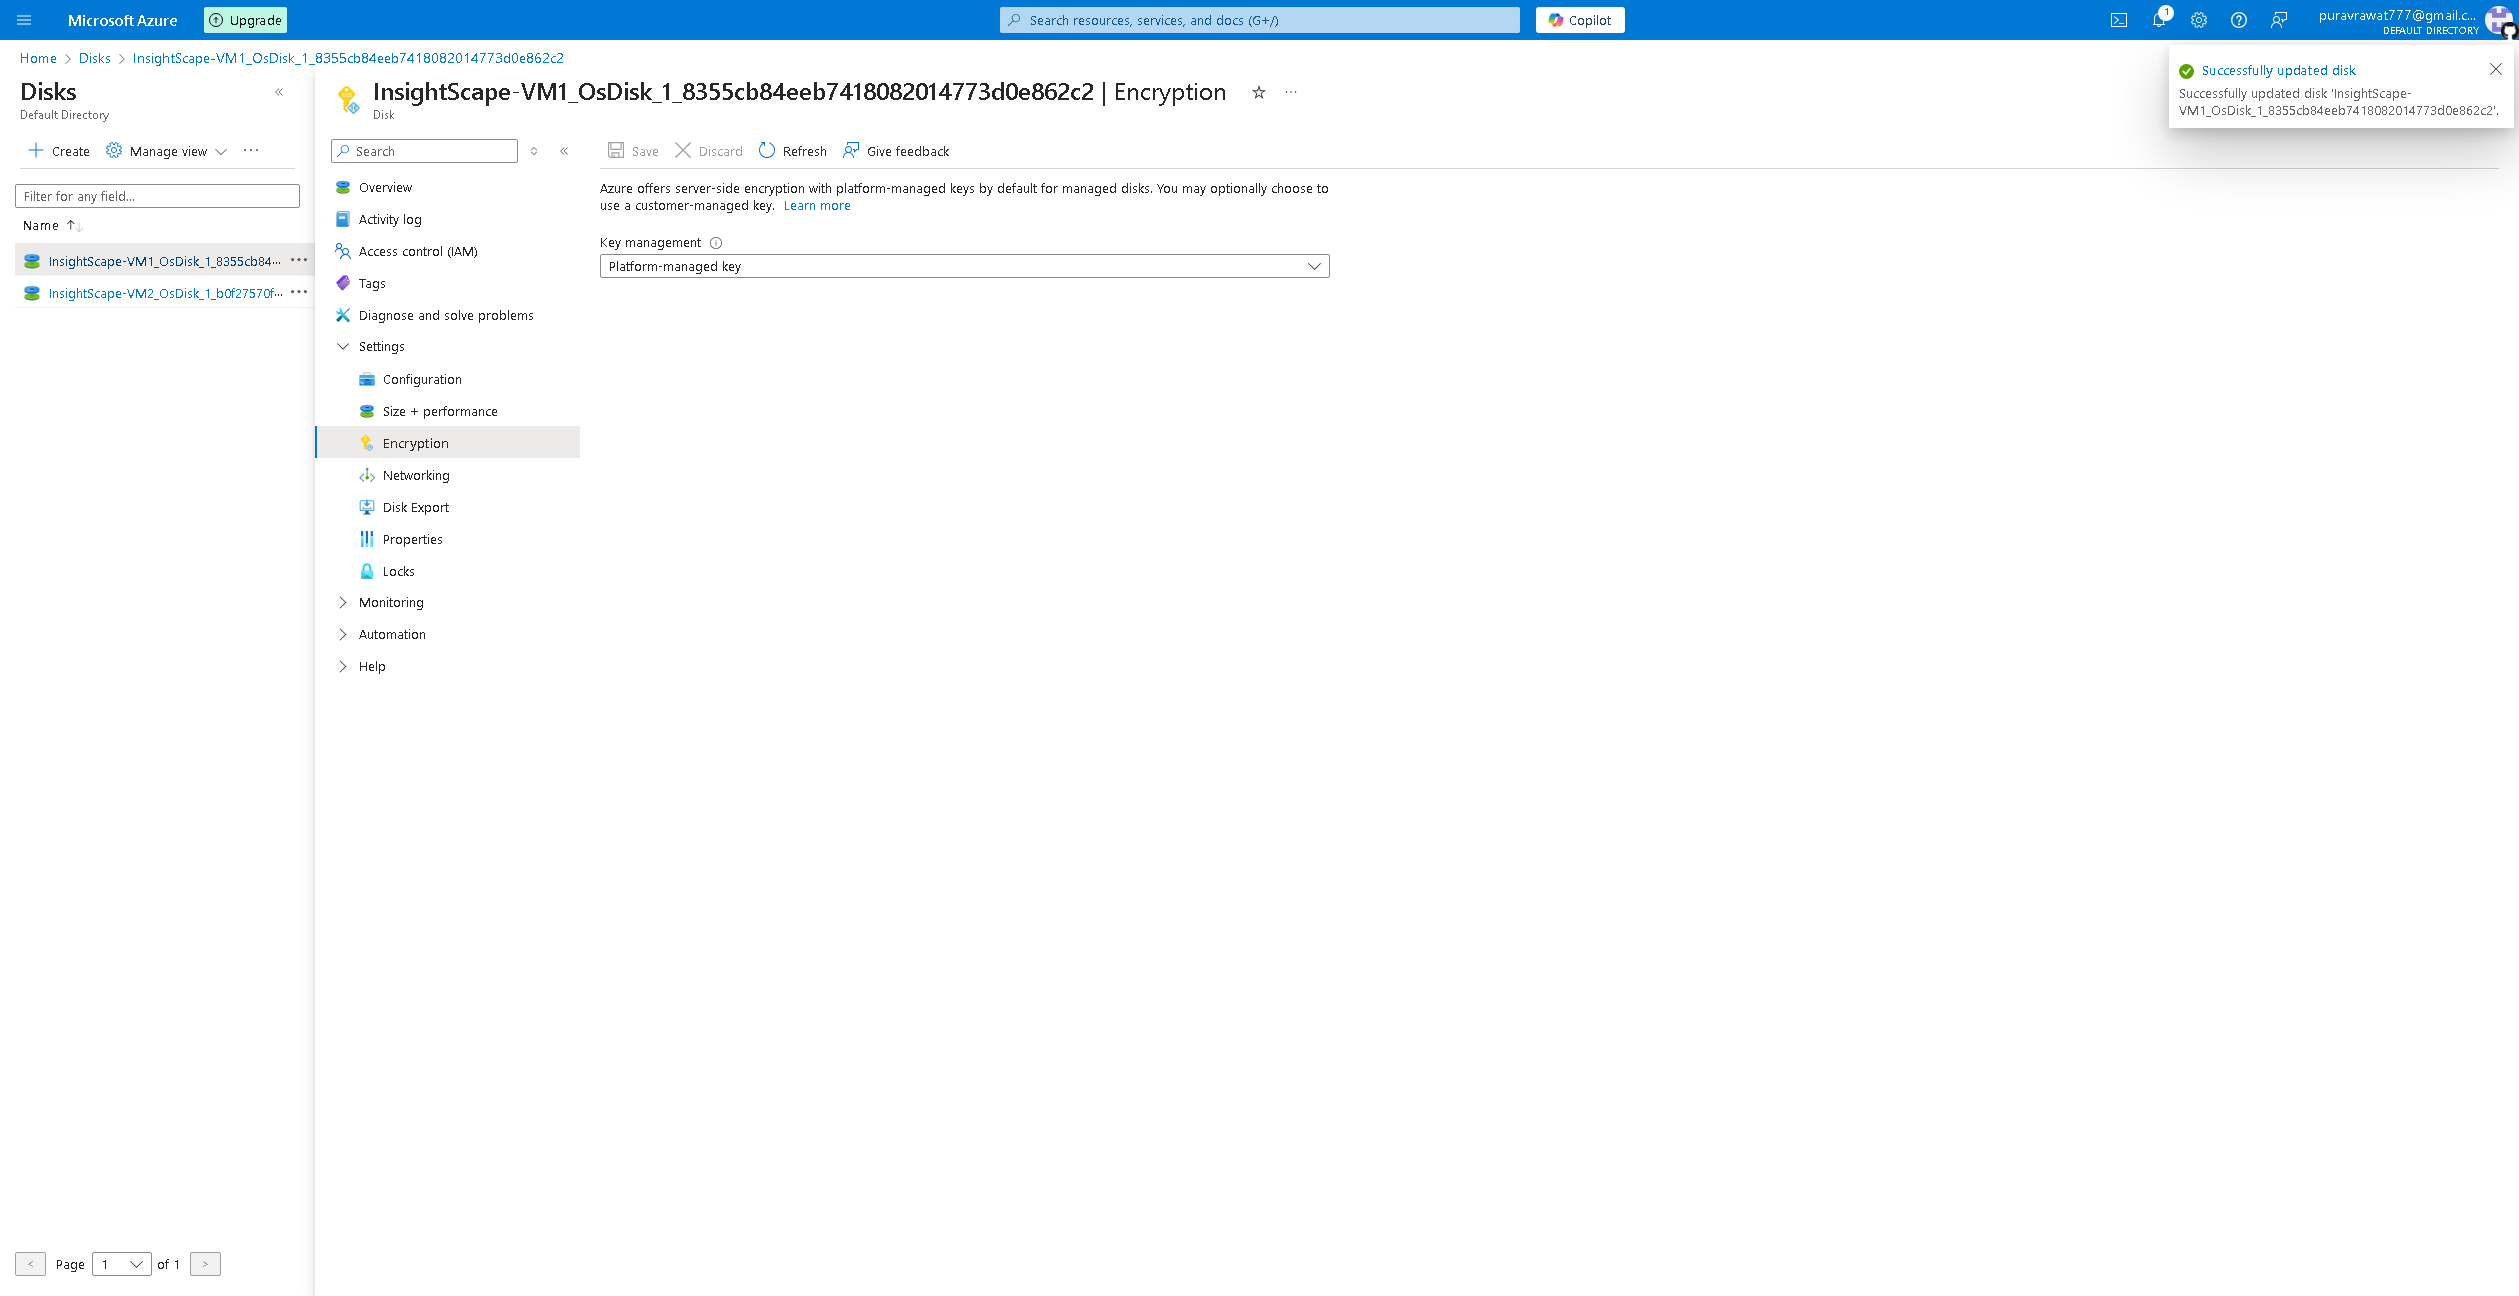 Microsoft Azure
Upgrade
Search resources, services, and docs (G+/)
Copilot
1
puravrawat777@gmail.c...
DEFAULT DIRECTORY
Home > Disks > InsightScape-VM1_OsDisk_1_8355cb84eeb7418082014773d0e862c2
Successfully updated disk
Successfully updated disk 'InsightScape-
VM1_OsDisk_1_8355cb84eeb7418082014773d0e862c2'.
Disks
Default Directory
Create
Manage view
Filter for any field...
Name
InsightScape-VM1_OsDisk_1_8355cb84...
InsightScape-VM2_OsDisk_1_b0f27570f...
< Page 1 of 1 >
InsightScape-VM1_OsDisk_1_8355cb84eeb7418082014773d0e862c2 | Encryption
Disk
Search
Overview
Activity log
Access control (IAM)
Tags
Diagnose and solve problems
Settings
Configuration
Size + performance
Encryption
Networking
Disk Export
Properties
Locks
Monitoring
Automation
Help
Save
Discard
Refresh
Give feedback
Azure offers server-side encryption with platform-managed keys by default for managed disks. You may optionally choose to
use a customer-managed key. Learn more
Key management
Platform-managed key